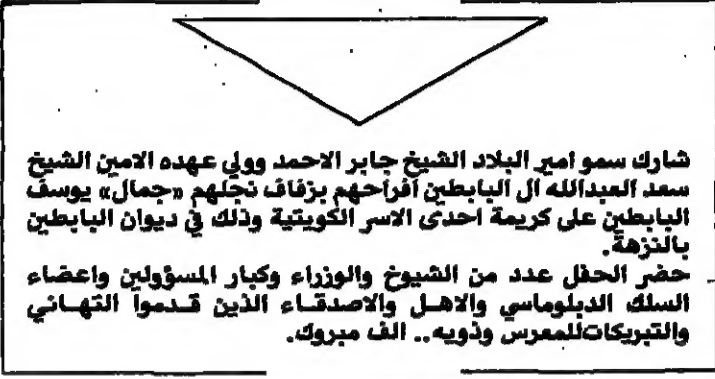 شارك سمو امير البلاد الشيخ جابر الاحمد وولي عهده الامين الشيخ
سعد العبدالله ال البابطين أفراحهم بزفاف نجلهم «جمال» يوسف
البابطين على كريمة احدى الاسر الكويتية وذلك في ديوان البابطين
بالنزهة.
حضر الحفل عدد من الشيوخ والوزراء وكبار المسؤولين واعضاء
السلك الدبلوماسي والاهل والاصدقاء الذين قدموا التهاني
والتبريكات للمعرس وذويه.. الف مبروك.